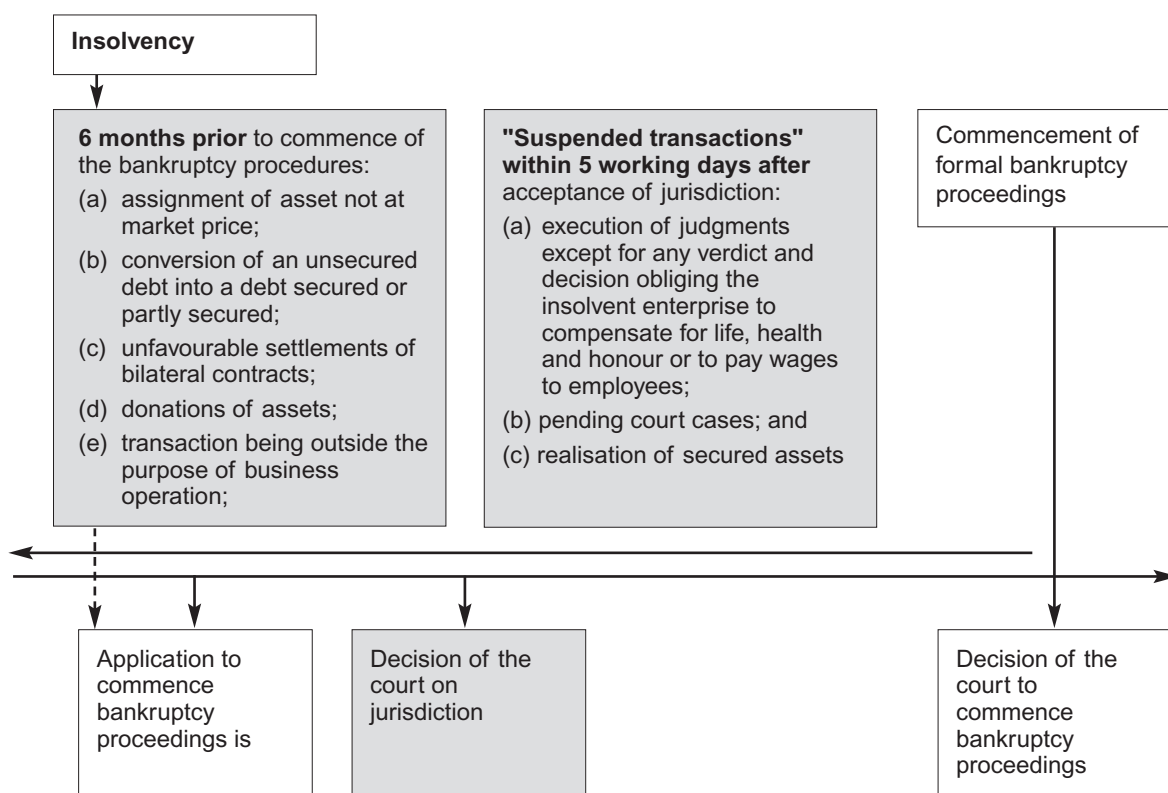 Insolvency
6 months prior to commence of
the bankruptcy procedures:
(a) assignment of asset not at
market price;
(b) conversion of an unsecured
debt into a debt secured or
partly secured;
(c) unfavourable settlements of
bilateral contracts;
(d) donations of assets;
(e) transaction being outside the
purpose of business
operation;
"Suspended transactions"
within 5 working days after
acceptance of jurisdiction:
(a) execution of judgments
except for any verdict and
decision obliging the
insolvent enterprise to
compensate for life, health
and honour or to pay wages
to employees;
(b) pending court cases; and
(c) realisation of secured assets
Commencement of
formal bankruptcy
proceedings
Application to
commence
bankruptcy
proceedings is
Decision of the
court on
jurisdiction
Decision of the
court to
commence
bankruptcy
proceedings